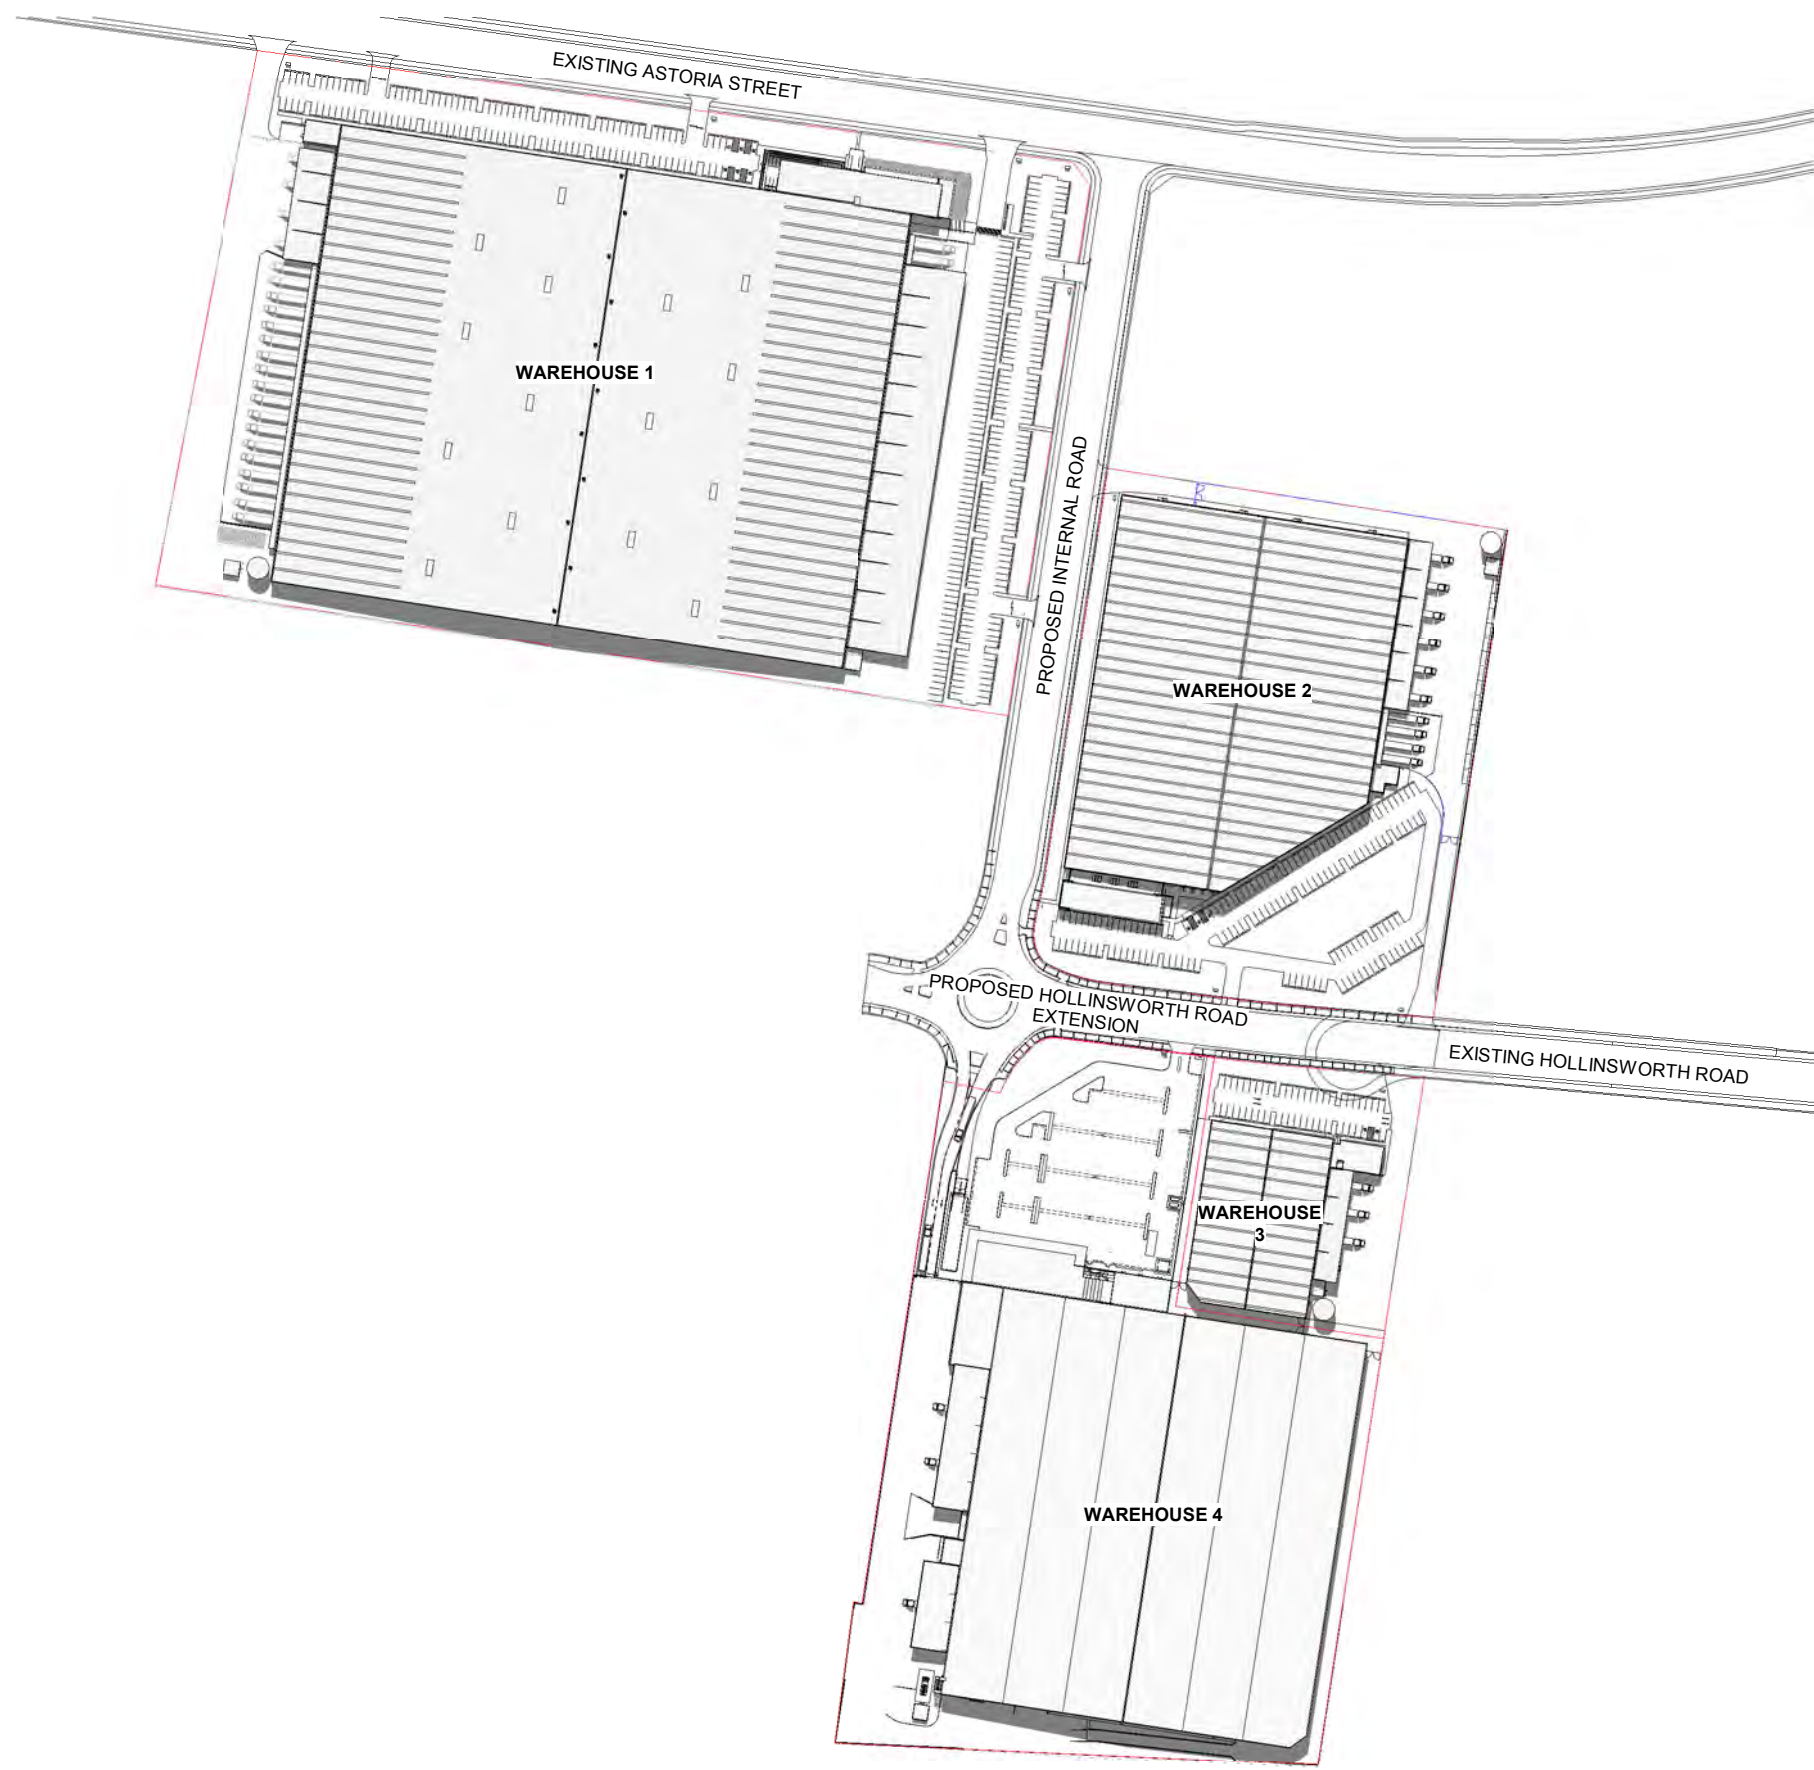 EXISTING ASTORIA STREET
WAREHOUSE 1
PROPOSED INTERNAL ROAD
WAREHOUSE 2
PROPOSED HOLLINSWORTH ROAD
EXTENSION
EXISTING HOLLINSWORTH ROAD
WAREHOUSE
3
WAREHOUSE 4